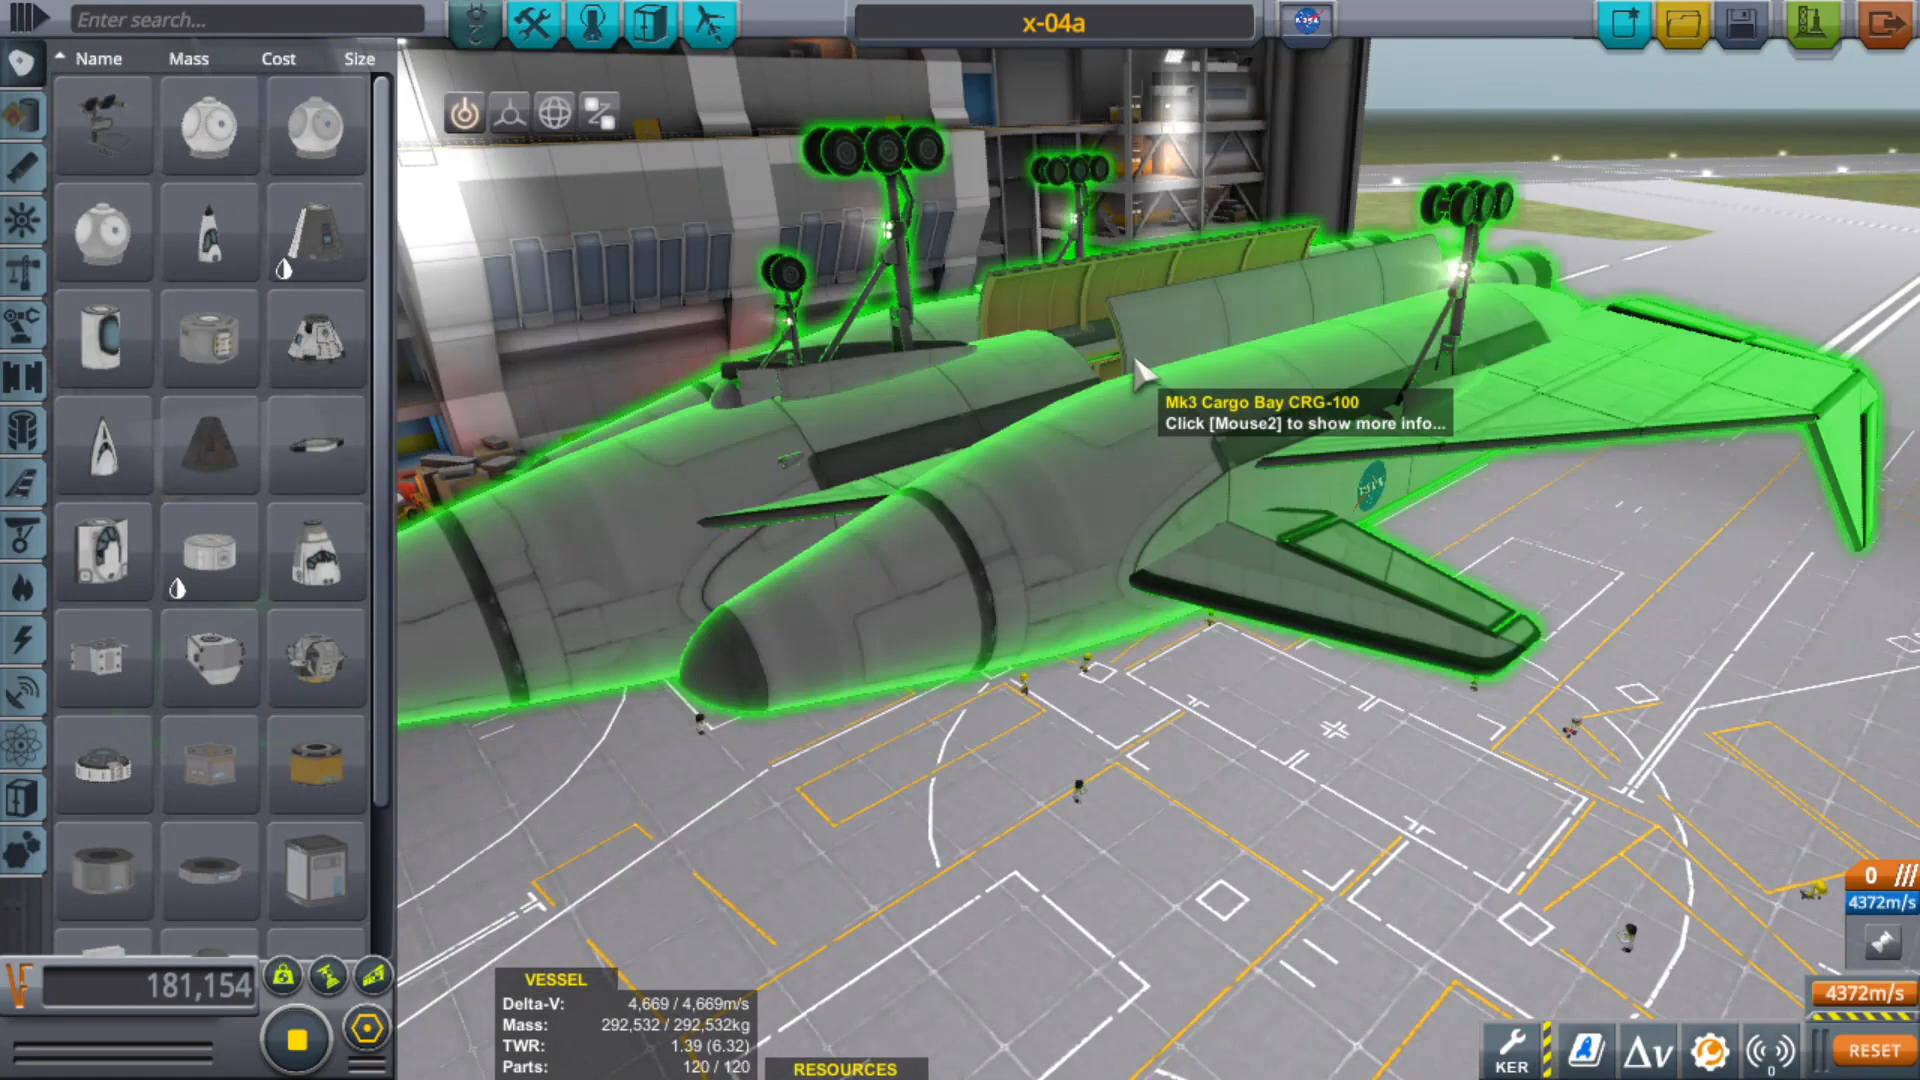 Enter search...
x-04a
Name Mass Cost Size
Mk3 Cargo Bay CRG-100
Click [Mouse2] to show more info...
NASA
0
4372m/s
181,154
VESSEL
Delta-V: 4,669 / 4,669m/s
Mass: 292,532 / 292,532kg
TWR: 1.39 (6.32)
Parts: 120 / 120
RESOURCES
4372m/s
KER
Δv
0
RESET